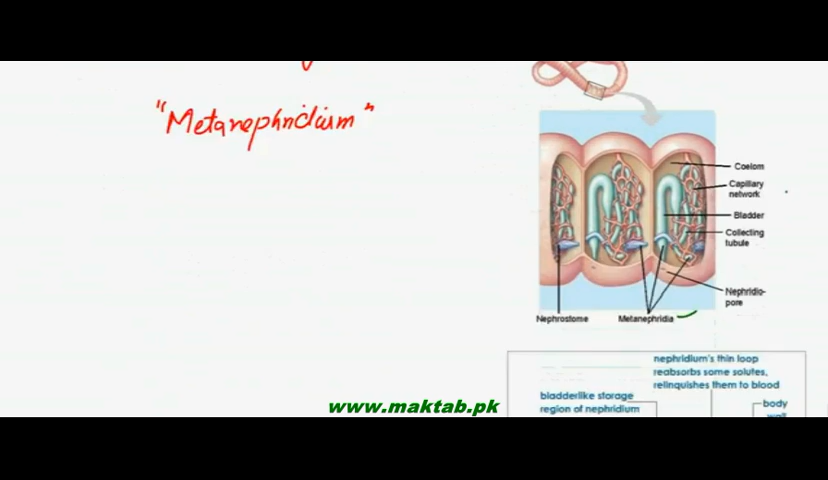 "Metanephridium"
Coelom
Capillary
network
Bladder
Collecting
tubule
Nephridio-
pore
Nephrostome
Metanephridia
nephridium's thin loop
reabsorbs some solutes,
relinquishes them to blood
bladderlike storage
region of nephridium
body
wall
www.maktab.pk